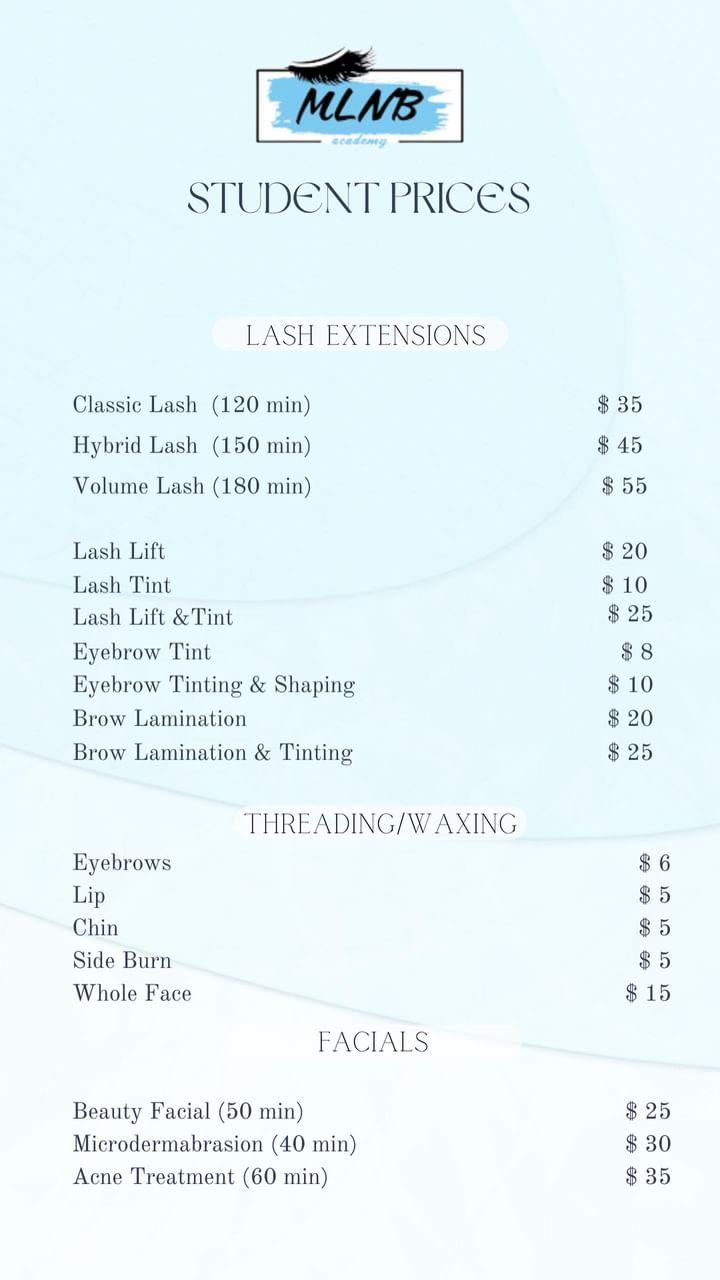 MLNB
academy
STUDENT PRICES
LASH EXTENSIONS
Classic Lash (120 min) $ 35
Hybrid Lash (150 min) $ 45
Volume Lash (180 min) $ 55
Lash Lift $ 20
Lash Tint $ 10
Lash Lift &Tint $ 25
Eyebrow Tint $ 8
Eyebrow Tinting & Shaping $ 10
Brow Lamination $ 20
Brow Lamination & Tinting $ 25
THREADING/WAXING
Eyebrows $ 6
Lip $ 5
Chin $ 5
Side Burn $ 5
Whole Face $ 15
FACIALS
Beauty Facial (50 min) $ 25
Microdermabrasion (40 min) $ 30
Acne Treatment (60 min) $ 35